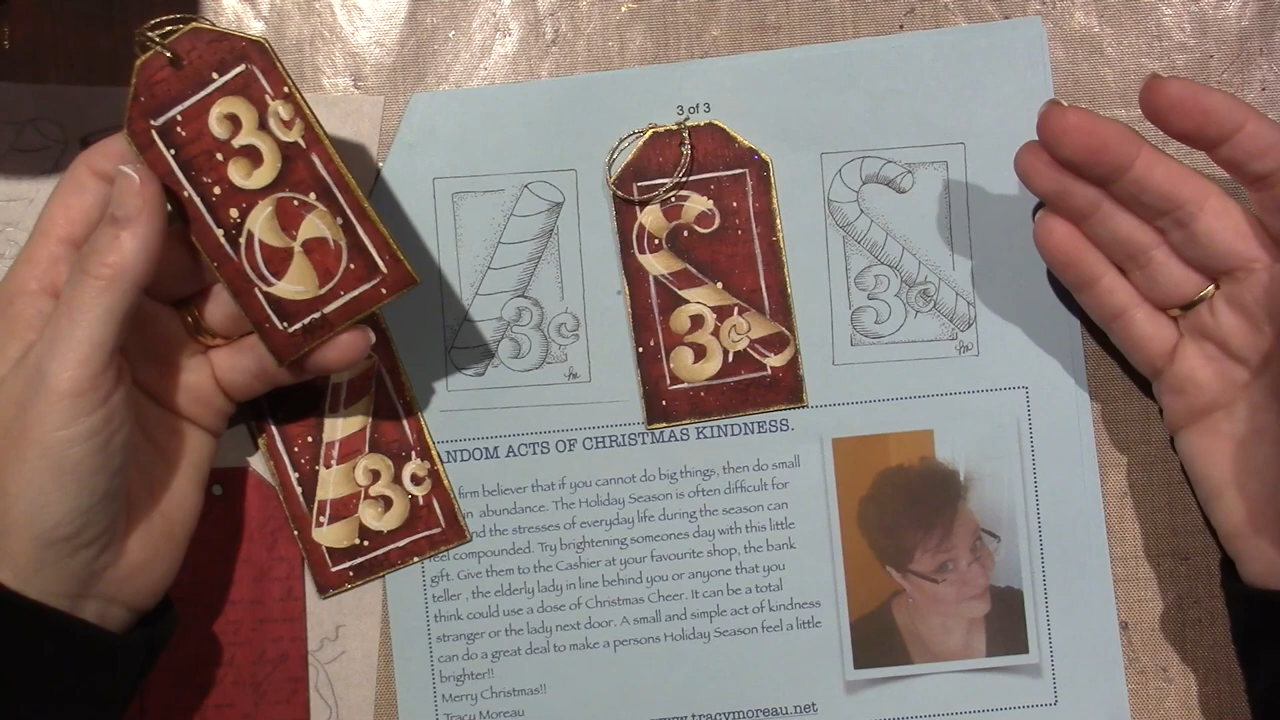 3¢
3¢
3 of 3
3¢
3¢
3¢
NDOM ACTS OF CHRISTMAS KINDNESS.
firm believer that if you cannot do big things, then do small
in abundance. The Holiday Season is often difficult for
nd the stresses of everyday life during the season can
feel compounded. Try brightening someones day with this little
gift. Give them to the Cashier at your favourite shop, the bank
teller , the elderly lady in line behind you or anyone that you
think could use a dose of Christmas Cheer. It can be a total
stranger or the lady next door. A small and simple act of kindness
can do a great deal to make a persons Holiday Season feel a little
brighter!!
Merry Christmas!!
Tracy Moreau
www.tracymoreau.net